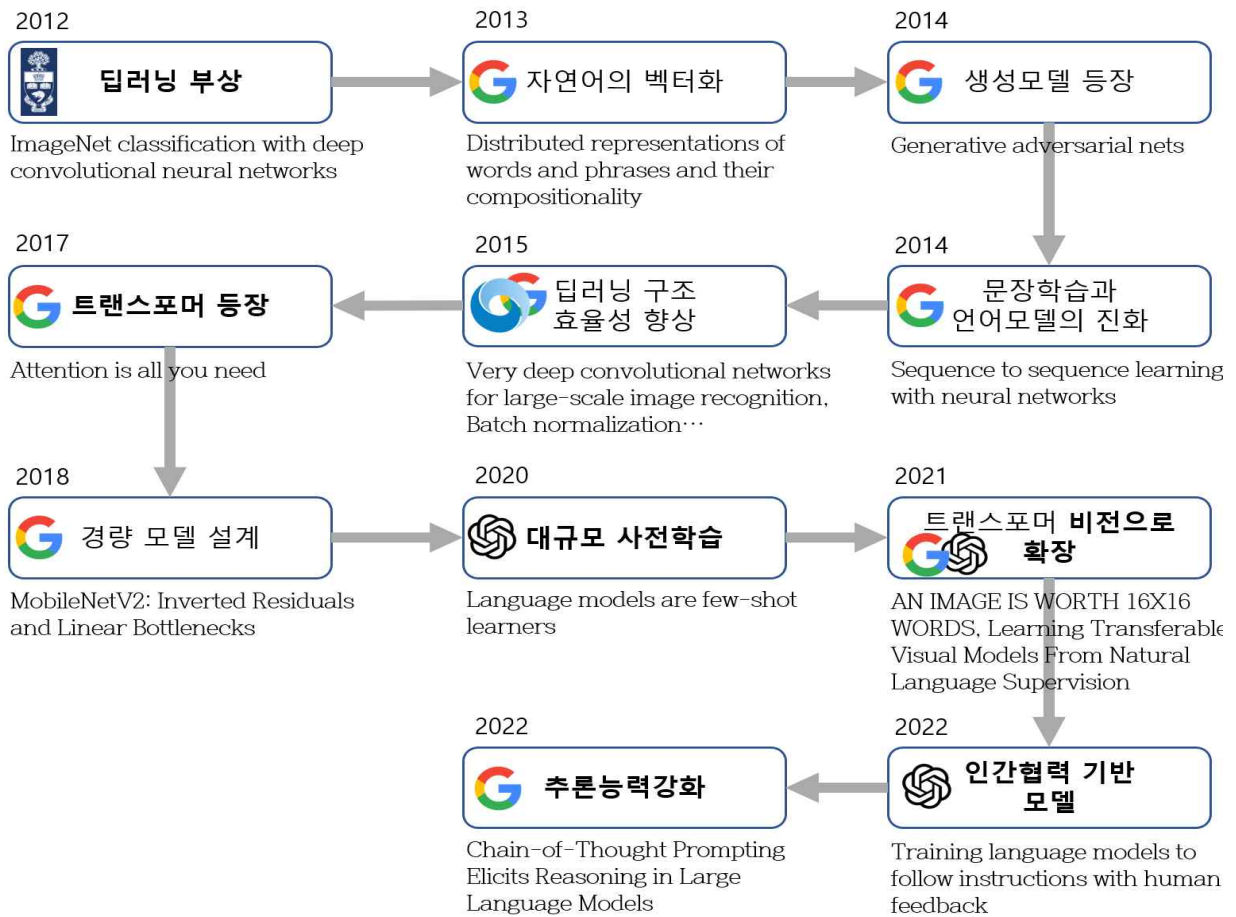 2012
딥러닝 부상
ImageNet classification with deep
convolutional neural networks
2013
자연어의 벡터화
Distributed representations of
words and phrases and their
compositionality
2014
생성모델 등장
Generative adversarial nets
2014
문장학습과
언어모델의 진화
Sequence to sequence learning
with neural networks
2015
딥러닝 구조
효율성 향상
Very deep convolutional networks
for large-scale image recognition,
Batch normalization…
2017
트랜스포머 등장
Attention is all you need
2018
경량 모델 설계
MobileNetV2: Inverted Residuals
and Linear Bottlenecks
2020
대규모 사전학습
Language models are few-shot
learners
2021
트랜스포머 비전으로
확장
AN IMAGE IS WORTH 16X16
WORDS, Learning Transferable
Visual Models From Natural
Language Supervision
2022
인간협력 기반
모델
Training language models to
follow instructions with human
feedback
2022
추론능력강화
Chain-of-Thought Prompting
Elicits Reasoning in Large
Language Models